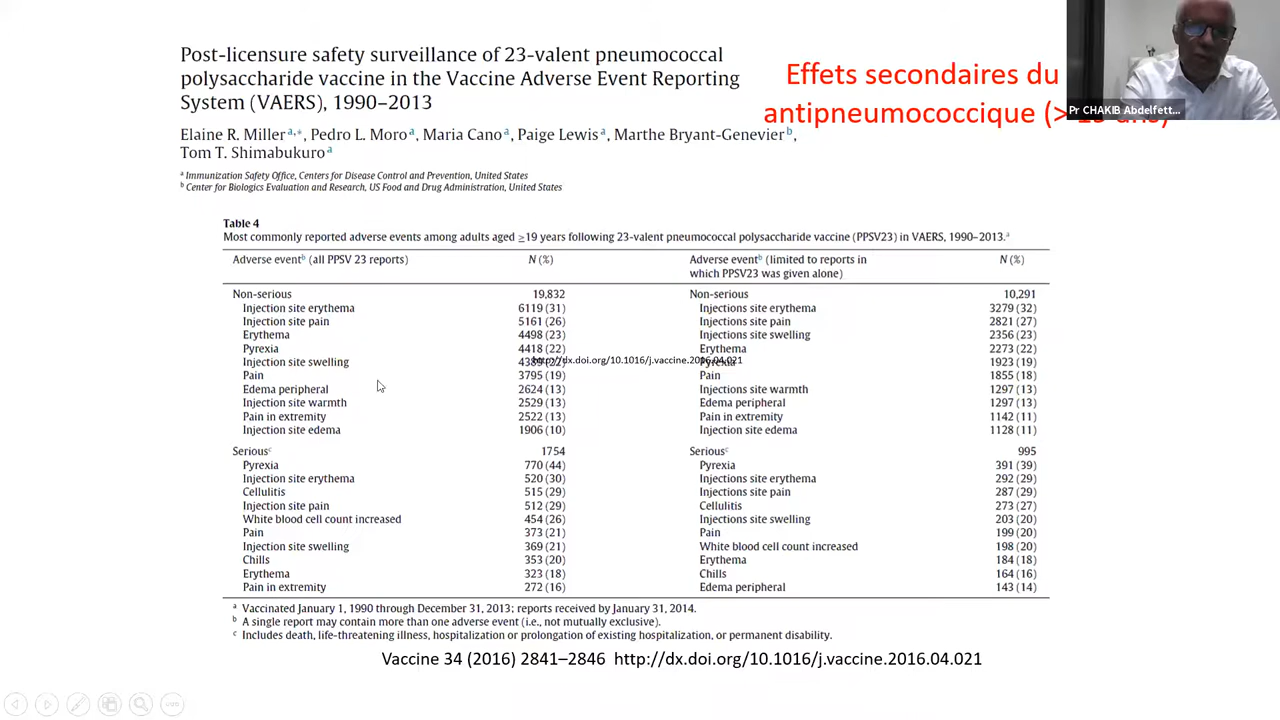 Post-licensure safety surveillance of 23-valent pneumococcal
polysaccharide vaccine in the Vaccine Adverse Event Reporting
System (VAERS), 1990–2013
Elaine R. Miller a,*, Pedro L. Moro a, Maria Cano a, Paige Lewis a, Marthe Bryant-Genevier b,
Tom T. Shimabukuro a
a Immunization Safety Office, Centers for Disease Control and Prevention, United States
b Center for Biologics Evaluation and Research, US Food and Drug Administration, United States
Effets secondaires du
antipneumococcique (>
Pr CHAKIB Abdelfett...
Table 4
Most commonly reported adverse events among adults aged ≥19 years following 23-valent pneumococcal polysaccharide vaccine (PPSV23) in VAERS, 1990–2013.a
Adverse event b (all PPSV 23 reports) N (%) Adverse event b (limited to reports in N (%)
which PPSV23 was given alone)
Non-serious 19,832 Non-serious 10,291
Injection site erythema 6119 (31) Injections site erythema 3279 (32)
Injection site pain 5161 (26) Injections site pain 2821 (27)
Erythema 4498 (23) Injections site swelling 2356 (23)
Pyrexia 4418 (22) Erythema 2273 (22)
http://dx.doi.org/10.1016/j.vaccine.2016.04.021
Injection site swelling 4389 (22) Pyrexia 1923 (19)
Pain 3795 (19) Pain 1855 (18)
Edema peripheral 2624 (13) Injections site warmth 1297 (13)
Injection site warmth 2529 (13) Edema peripheral 1297 (13)
Pain in extremity 2522 (13) Pain in extremity 1142 (11)
Injection site edema 1906 (10) Injection site edema 1128 (11)
Serious c 1754 Serious c 995
Pyrexia 770 (44) Pyrexia 391 (39)
Injection site erythema 520 (30) Injections site erythema 292 (29)
Cellulitis 515 (29) Injections site pain 287 (29)
Injection site pain 512 (29) Cellulitis 273 (27)
White blood cell count increased 454 (26) Injections site swelling 203 (20)
Pain 373 (21) Pain 199 (20)
Injection site swelling 369 (21) White blood cell count increased 198 (20)
Chills 353 (20) Erythema 184 (18)
Erythema 323 (18) Chills 164 (16)
Pain in extremity 272 (16) Edema peripheral 143 (14)
a Vaccinated January 1, 1990 through December 31, 2013; reports received by January 31, 2014.
b A single report may contain more than one adverse event (i.e., not mutually exclusive).
c Includes death, life-threatening illness, hospitalization or prolongation of existing hospitalization, or permanent disability.
Vaccine 34 (2016) 2841–2846 http://dx.doi.org/10.1016/j.vaccine.2016.04.021